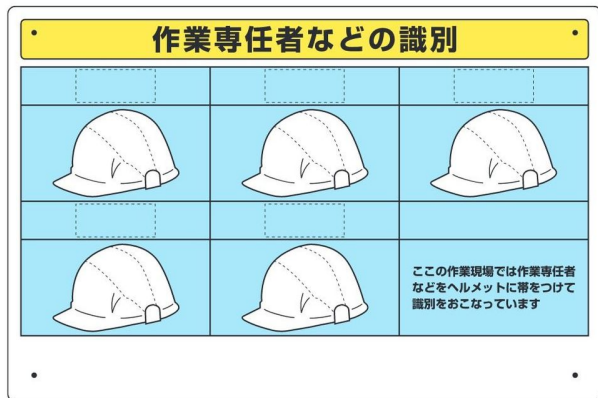 作業専任者などの識別
ここの作業現場では作業専任者
などをヘルメットに帯をつけて
識別をおこなっています